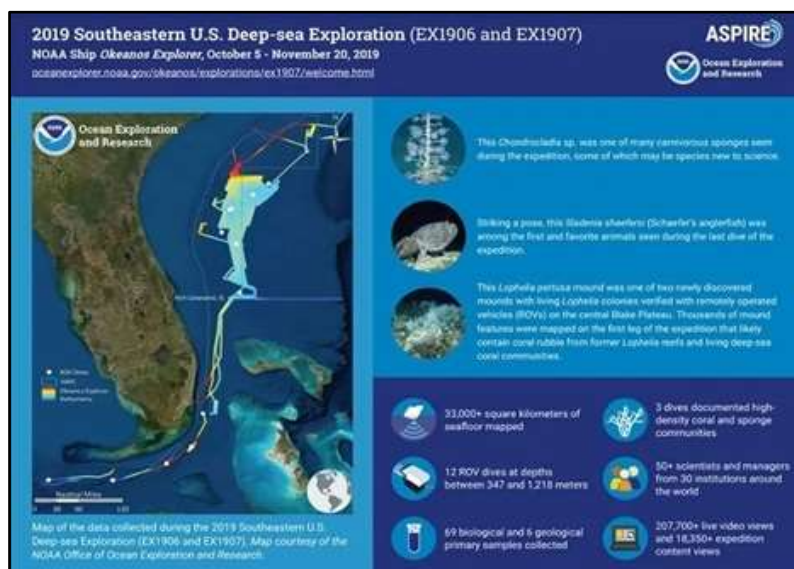 2019 Southeastern U.S. Deep-sea Exploration (EX1906 and EX1907)
NOAA Ship Okeanos Explorer, October 5 - November 20, 2019
oceanexplorer.noaa.gov/okeanos/explorations/ex1907/welcome.html
ASPIRE
Ocean Exploration
and Research
Ocean Exploration
and Research
ROV Dives
Okeanos Explorer
Bathymetry
Nautical Miles
Map of the data collected during the 2019 Southeastern U.S.
Deep-sea Exploration (EX1906 and EX1907). Map courtesy of the
NOAA Office of Ocean Exploration and Research.
This Chondrocladia sp. was one of many carnivorous sponges seen
during the expedition, some of which may be species new to science.
Striking a pose, this Sladenia shaefersi (Schaefer's anglerfish) was
among the first and favorite animals seen during the last dive of the
expedition.
This Lophelia pertusa mound was one of two newly discovered
mounds with living Lophelia colonies verified with remotely operated
vehicles (ROVs) on the central Blake Plateau. Thousands of mound
features were mapped on the first leg of the expedition that likely
contain coral rubble from former Lophelia reefs and living deep-sea
coral communities.
33,000+ square kilometers of
seafloor mapped
12 ROV dives at depths
between 347 and 1,218 meters
69 biological and 6 geological
primary samples collected
3 dives documented high-
density coral and sponge
communities
50+ scientists and managers
from 30 institutions around
the world
207,700+ live video views
and 18,350+ expedition
content views